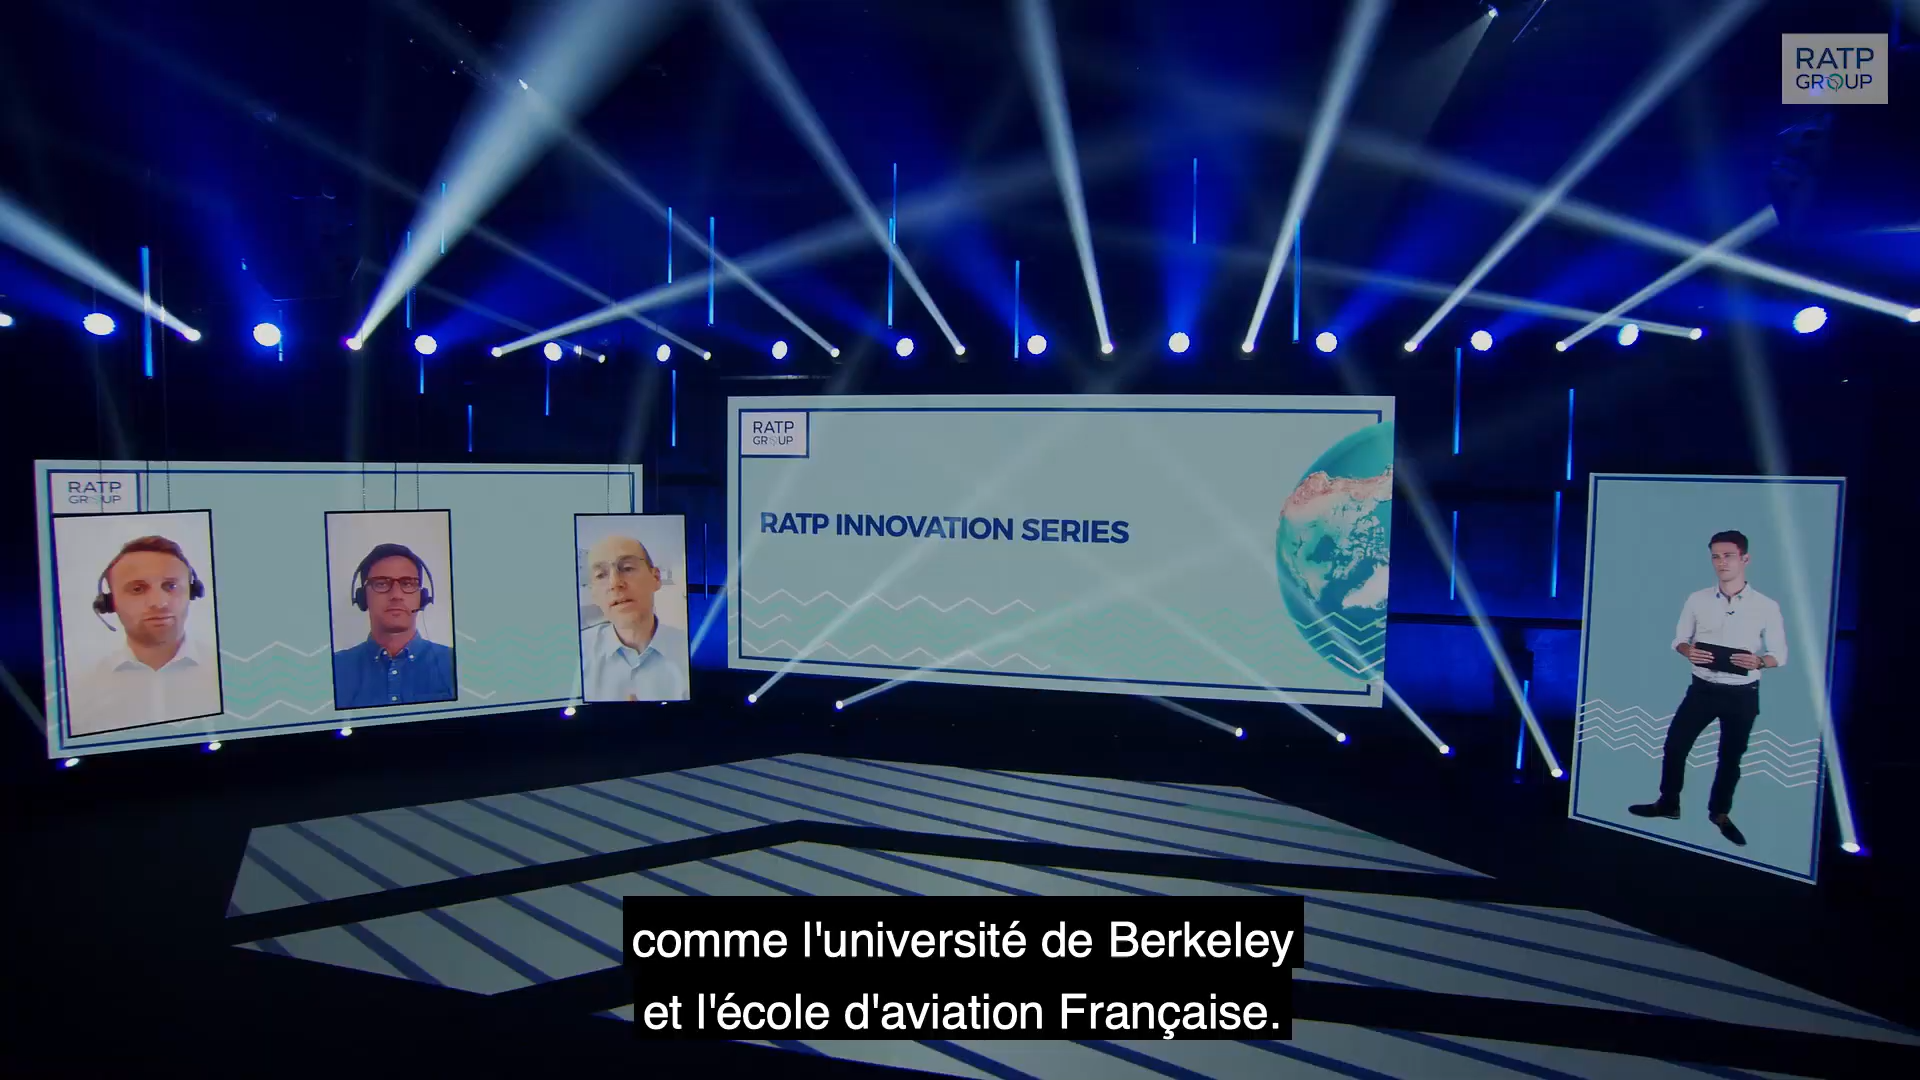 RATP
GROUP
RATP
GROUP
RATP
GROUP
RATP INNOVATION SERIES
comme l'université de Berkeley
et l'école d'aviation Française.